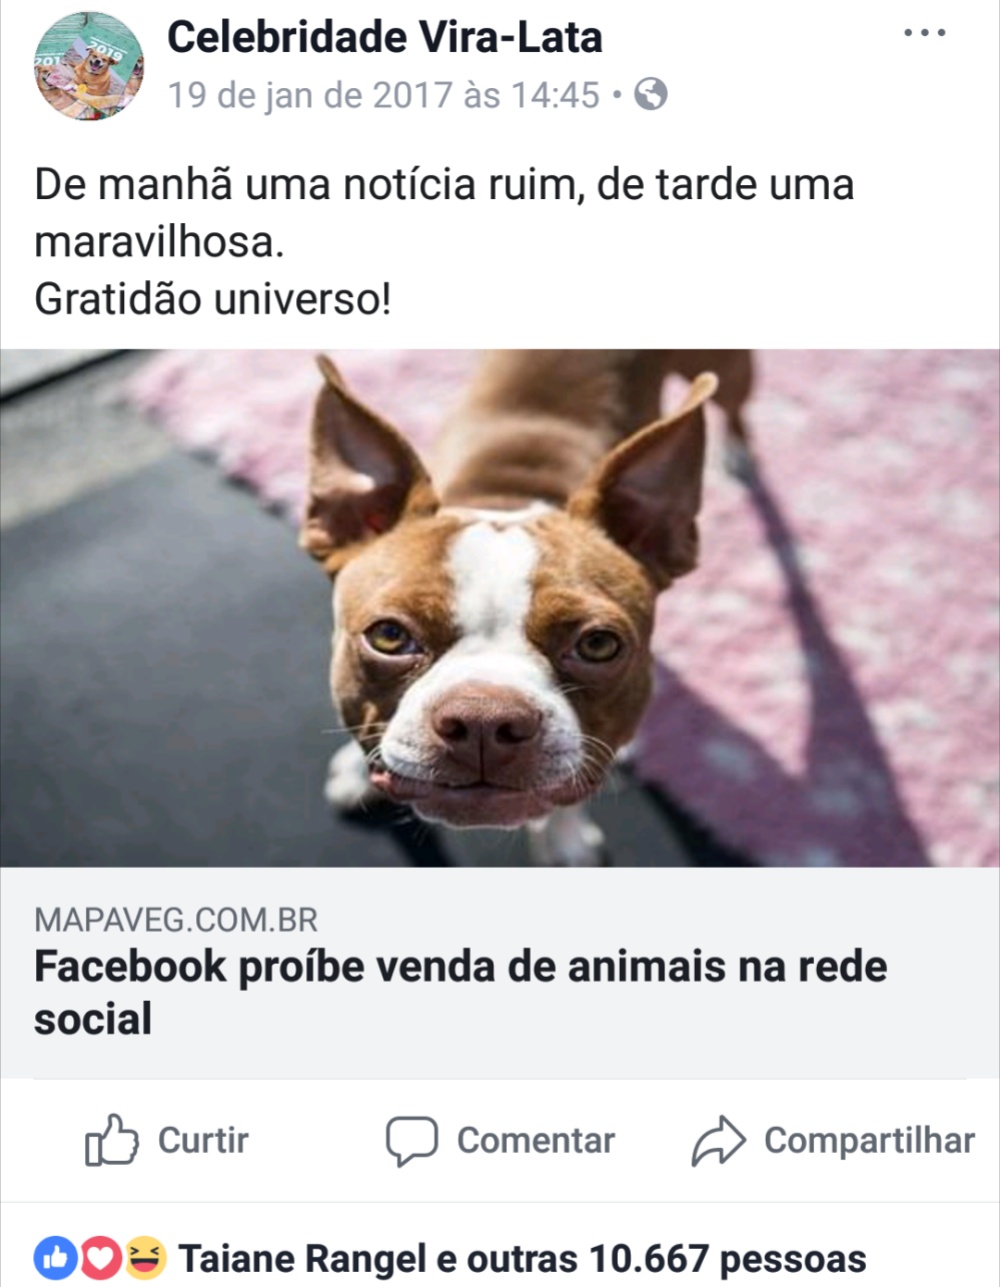 Celebridade Vira-Lata
19 de jan de 2017 às 14:45 •
2019
201
De manhã uma notícia ruim, de tarde uma
maravilhosa.
Gratidão universo!
MAPAVEG.COM.BR
Facebook proíbe venda de animais na rede
social
Curtir
Comentar
Compartilhar
Taiane Rangel e outras 10.667 pessoas